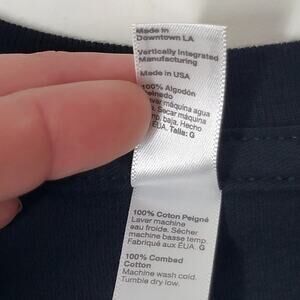 Made in
Downtown LA
Vertically Integrated
Manufacturing
Made in USA
100% Algodón
Peinado
Lavar máquina agua
Secar máquina
baja. Hecho
EUA. Talla: G
100% Coton Peigné
Laver machine
eau froide. Sécher
machine basse temp.
Fabriqué aux ÉUA. G
100% Combed
Cotton
Machine wash cold.
Tumble dry low.